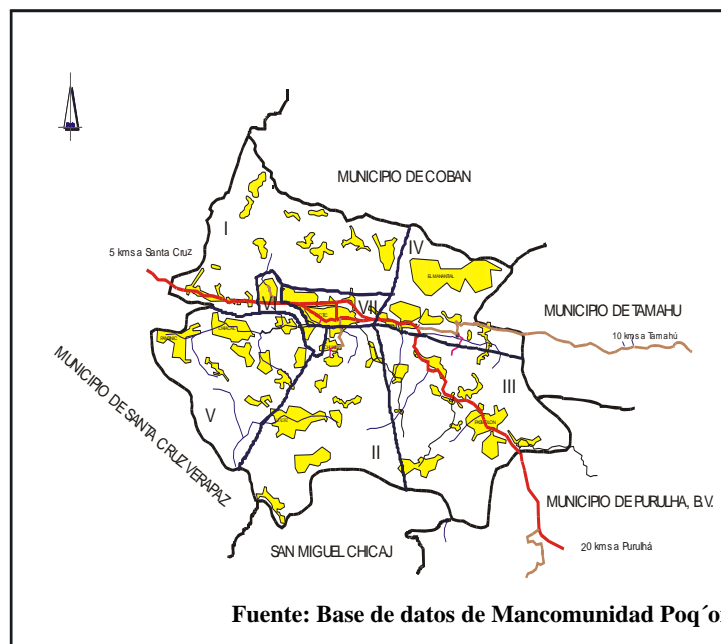 MUNICIPIO DE COBAN
I
IV
5 kms a Santa Cruz
EL MANANTAL
VI
VII
MUNICIPIO DE TAMAHU
10 kms a Tamahú
MUNICIPIO DE SANTA CRUZ VERAPAZ
V
III
II
MUNICIPIO DE PURULHA, B.V.
SAN MIGUEL CHICAJ
20 kms a Purulhá
Fuente: Base de datos de Mancomunidad Poq´o